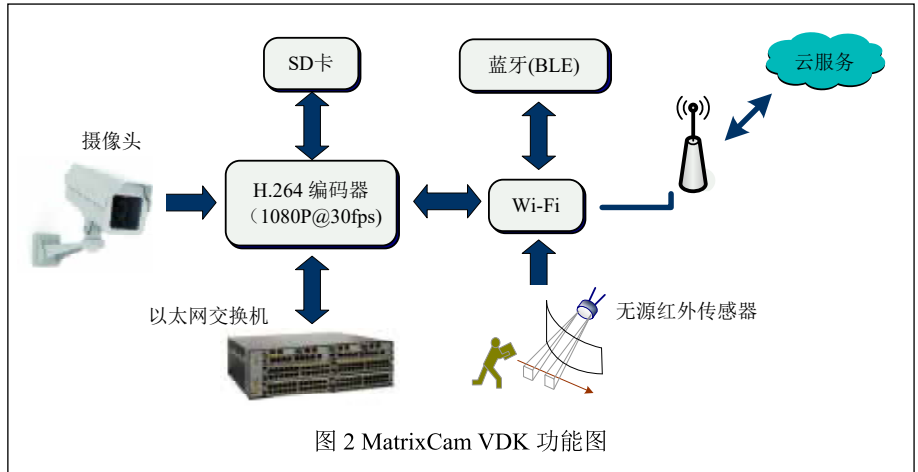 SD卡
蓝牙(BLE)
云服务
摄像头
H.264 编码器
（1080P@30fps)
Wi-Fi
以太网交换机
无源红外传感器
图 2 MatrixCam VDK 功能图